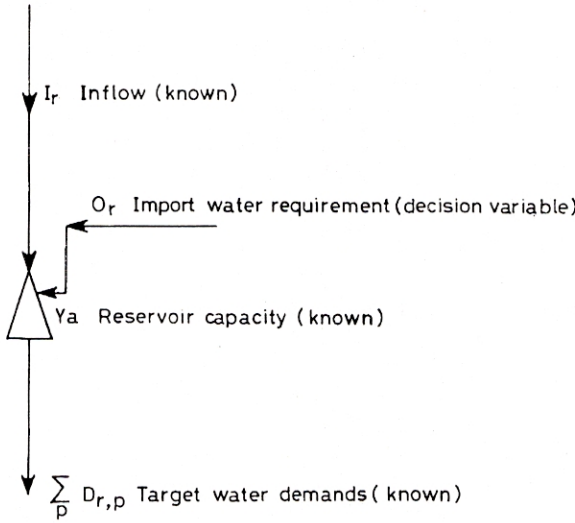 I_r Inflow (known)
O_r Import water requirement (decision variable)
Ya Reservoir capacity (known)
∑_p D_r,p Target water demands (known)